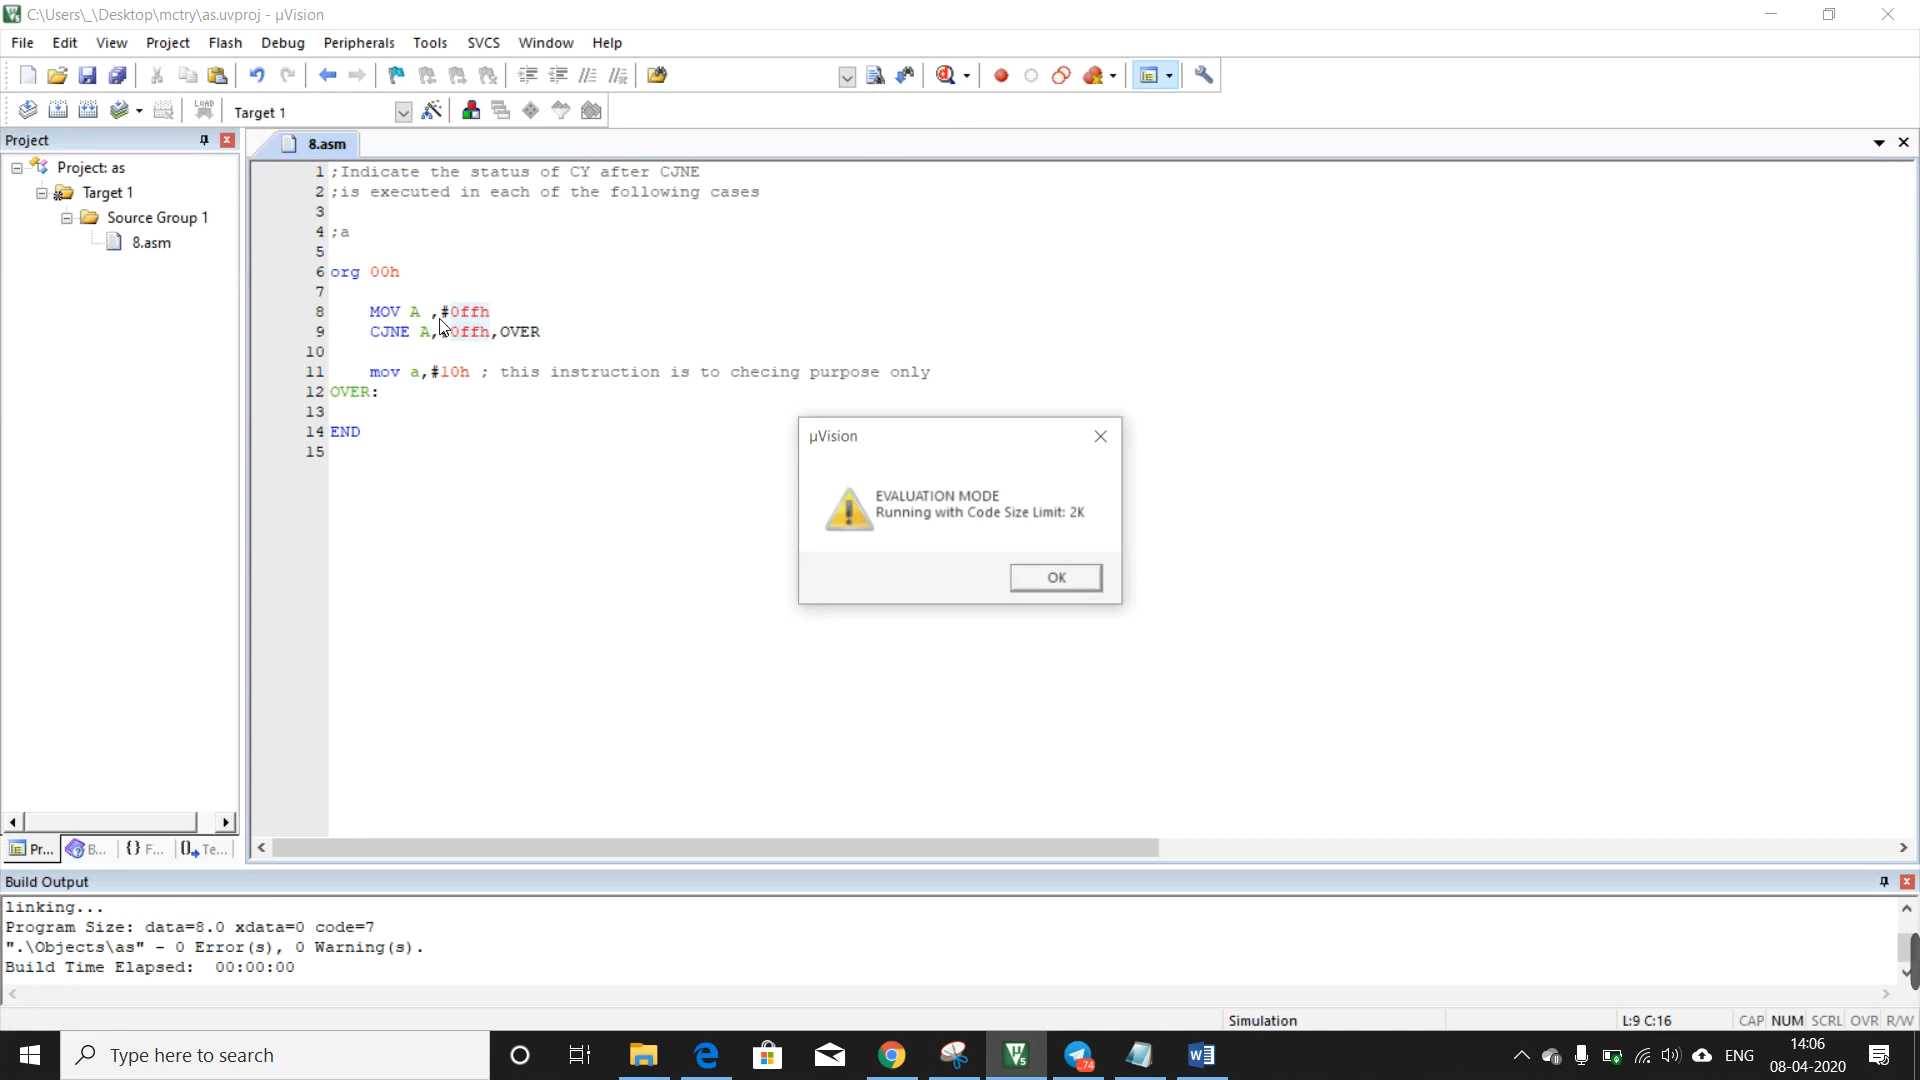 C:\Users\_\Desktop\mctry\as.uvproj - µVision
File Edit View Project Flash Debug Peripherals Tools SVCS Window Help
LOAD Target 1
Project
Project: as
Target 1
Source Group 1
8.asm
8.asm
1 ;Indicate the status of CY after CJNE
2 ;is executed in each of the following cases
3
4 ;a
5
6 org 00h
7
8 MOV A ,#0ffh
9 CJNE A,#0ffh,OVER
10
11 mov a,#10h ; this instruction is to checing purpose only
12 OVER:
13
14 END
15
µVision
EVALUATION MODE
Running with Code Size Limit: 2K
OK
Pr... B... {} F... Te...
Build Output
linking...
Program Size: data=8.0 xdata=0 code=7
".\Objects\as" - 0 Error(s), 0 Warning(s).
Build Time Elapsed:  00:00:00
Simulation L:9 C:16 CAP NUM SCRL OVR R/W
Type here to search
74
ENG
14:06
08-04-2020